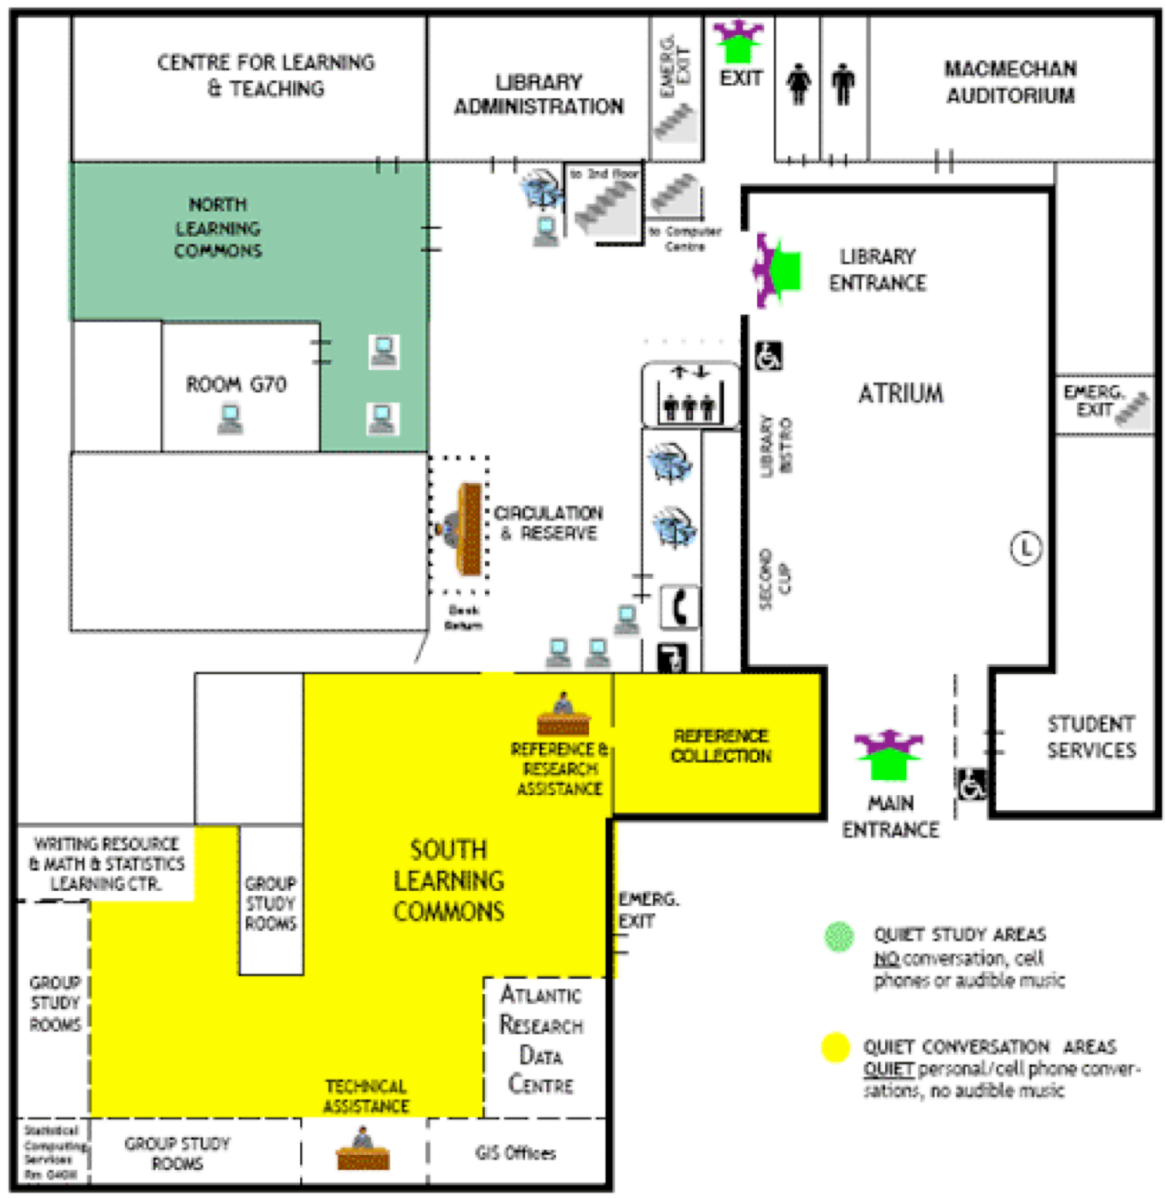 CENTRE FOR LEARNING
& TEACHING
LIBRARY
ADMINISTRATION
EMERG.
EXIT
EXIT
MACMECHAN
AUDITORIUM
NORTH
LEARNING
COMMONS
to 2nd floor
to Computer
Centre
LIBRARY
ENTRANCE
ROOM G70
ATRIUM
EMERG.
EXIT
LIBRARY
BISTRO
CIRCULATION
& RESERVE
SECOND
CUP
L
Book
Return
REFERENCE &
RESEARCH
ASSISTANCE
REFERENCE
COLLECTION
STUDENT
SERVICES
MAIN
ENTRANCE
WRITING RESOURCE
& MATH & STATISTICS
LEARNING CTR.
GROUP
STUDY
ROOMS
SOUTH
LEARNING
COMMONS
EMERG.
EXIT
QUIET STUDY AREAS
NO conversation, cell
phones or audible music
GROUP
STUDY
ROOMS
ATLANTIC
RESEARCH
DATA
CENTRE
QUIET CONVERSATION AREAS
QUIET personal/cell phone conver-
sations, no audible music
TECHNICAL
ASSISTANCE
Statistical
Computing
Services
Rm G40H
GROUP STUDY
ROOMS
GIS Offices